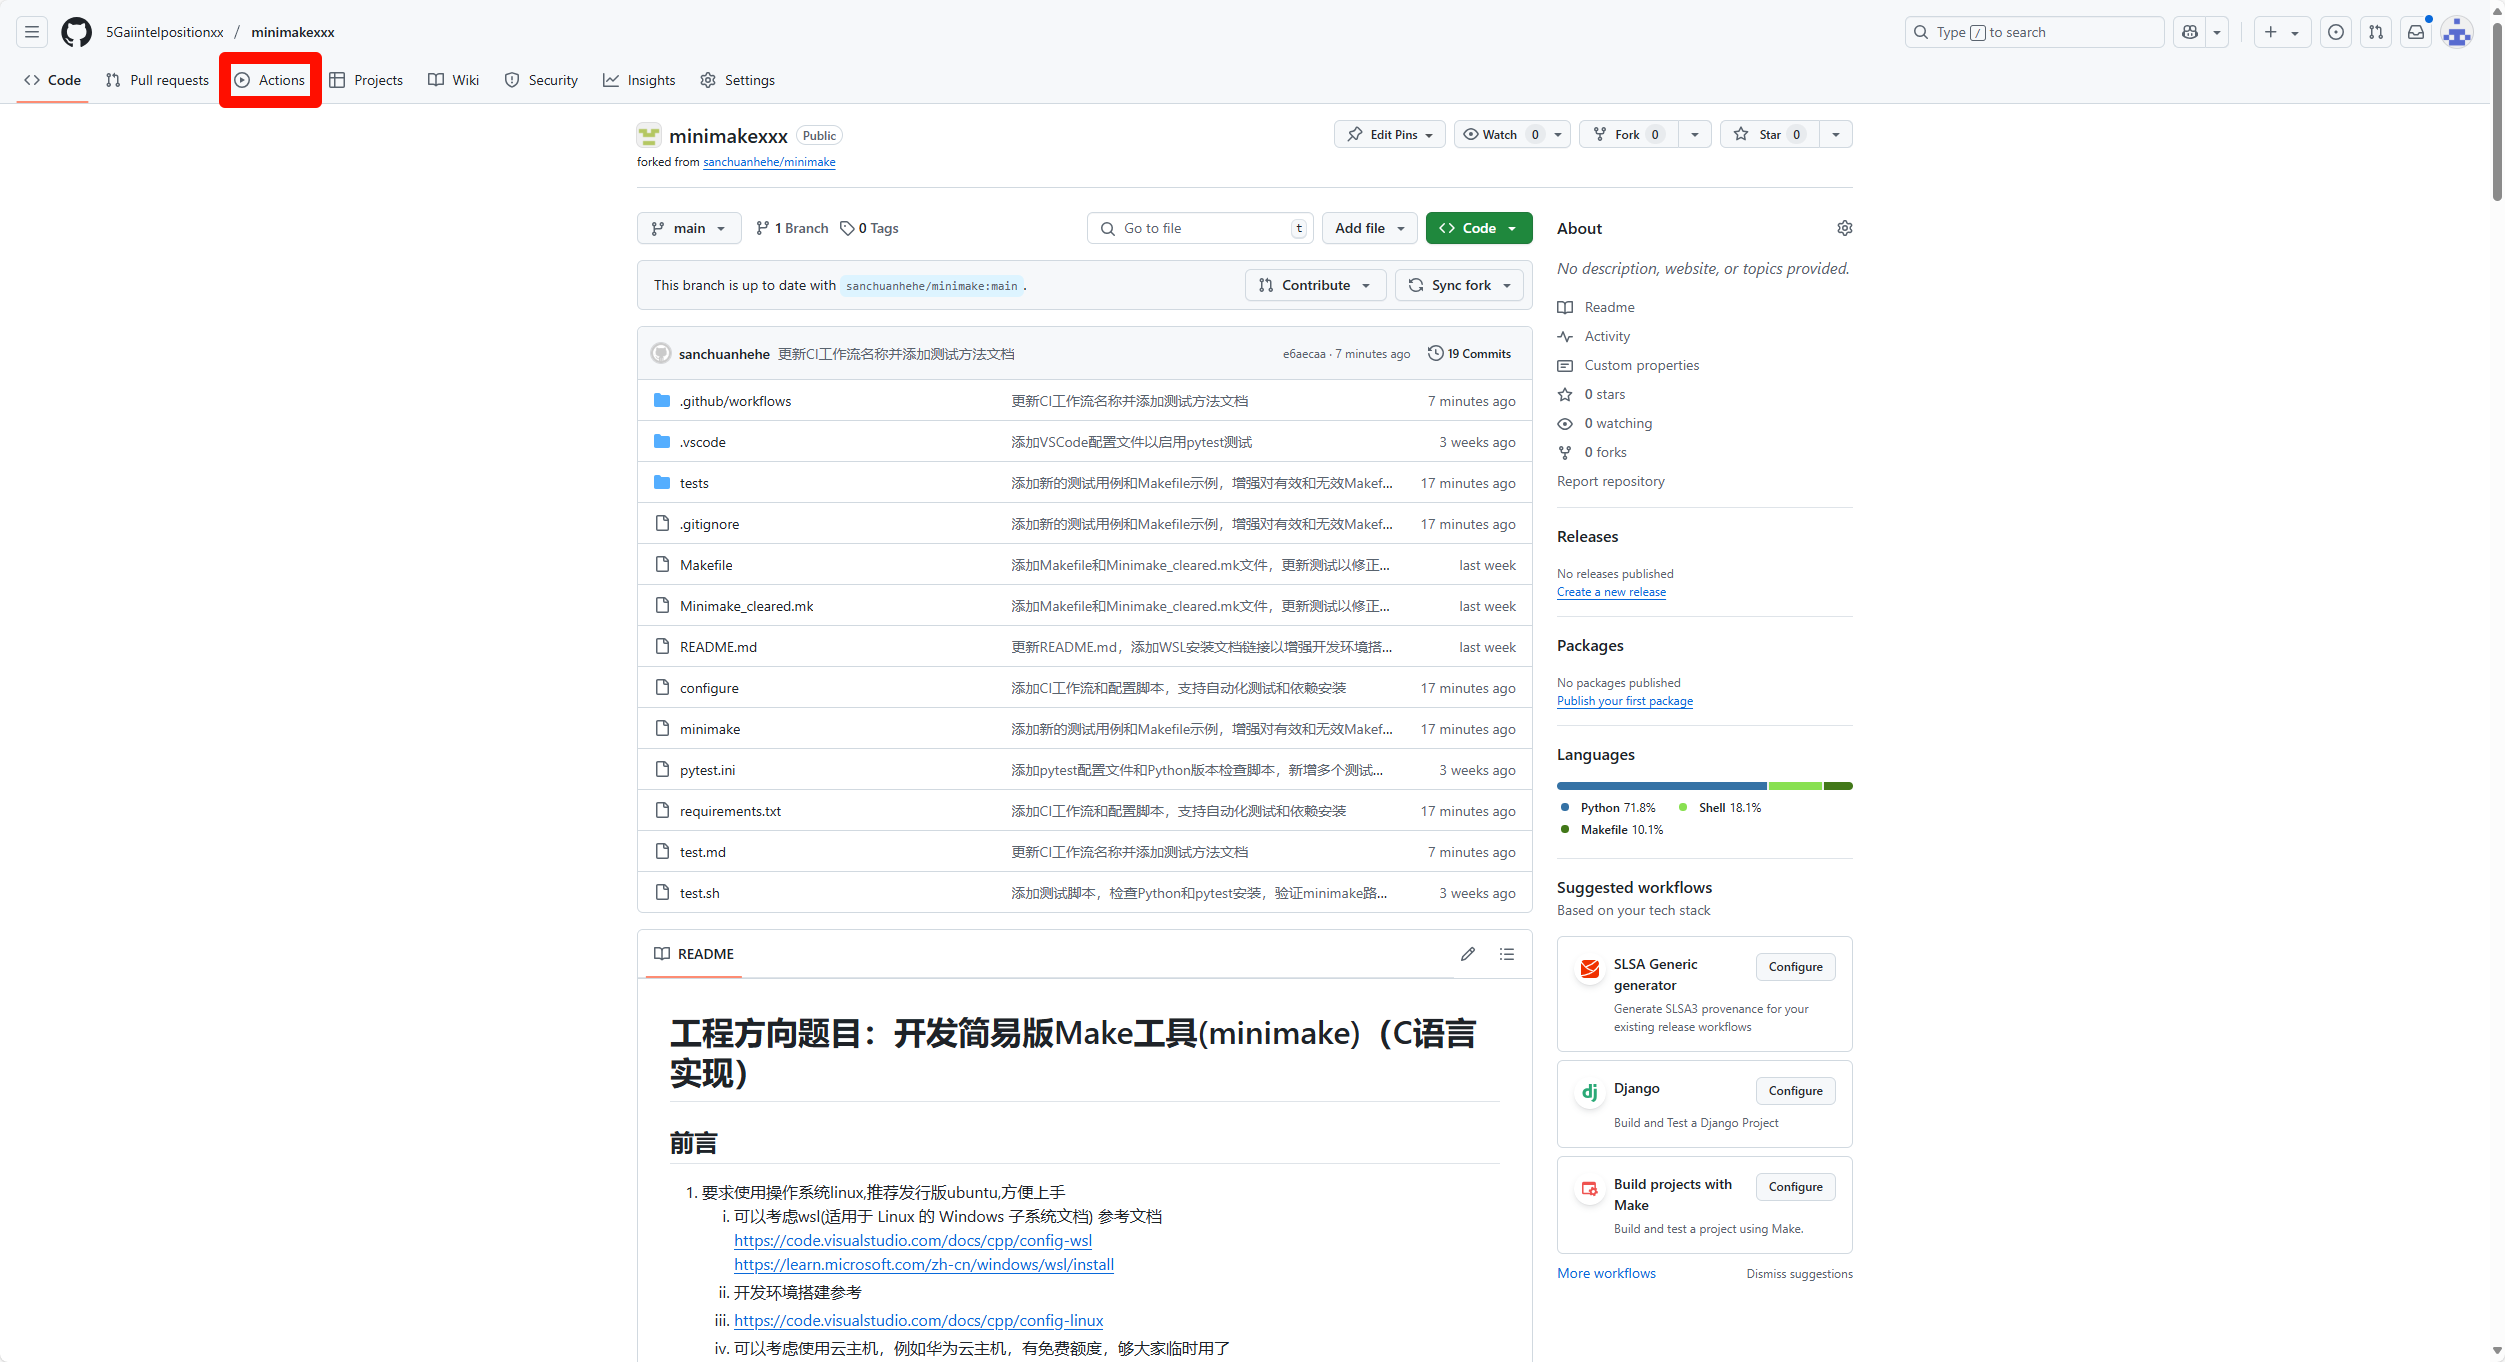 5Gaiintelpositionxx / minimakexxx
Type / to search
Code Pull requests Actions Projects Wiki Security Insights Settings
minimakexxx Public
forked from sanchuanhehe/minimake
Edit Pins Watch 0 Fork 0 Star 0
main 1 Branch 0 Tags
Go to file t Add file Code
This branch is up to date with sanchuanhehe/minimake:main .
Contribute Sync fork
sanchuanhehe 更新CI工作流名称并添加测试方法文档 e6aecaa · 7 minutes ago 19 Commits
.github/workflows 更新CI工作流名称并添加测试方法文档 7 minutes ago
.vscode 添加VSCode配置文件以启用pytest测试 3 weeks ago
tests 添加新的测试用例和Makefile示例，增强对有效和无效Makef... 17 minutes ago
.gitignore 添加新的测试用例和Makefile示例，增强对有效和无效Makef... 17 minutes ago
Makefile 添加Makefile和Minimake_cleared.mk文件，更新测试以修正... last week
Minimake_cleared.mk 添加Makefile和Minimake_cleared.mk文件，更新测试以修正... last week
README.md 更新README.md，添加WSL安装文档链接以增强开发环境搭... last week
configure 添加CI工作流和配置脚本，支持自动化测试和依赖安装 17 minutes ago
minimake 添加新的测试用例和Makefile示例，增强对有效和无效Makef... 17 minutes ago
pytest.ini 添加pytest配置文件和Python版本检查脚本，新增多个测试... 3 weeks ago
requirements.txt 添加CI工作流和配置脚本，支持自动化测试和依赖安装 17 minutes ago
test.md 更新CI工作流名称并添加测试方法文档 7 minutes ago
test.sh 添加测试脚本，检查Python和pytest安装，验证minimake路... 3 weeks ago
README
工程方向题目：开发简易版Make工具(minimake)（C语言
实现）
前言
1. 要求使用操作系统linux,推荐发行版ubuntu,方便上手
i. 可以考虑wsl(适用于 Linux 的 Windows 子系统文档) 参考文档
https://code.visualstudio.com/docs/cpp/config-wsl
https://learn.microsoft.com/zh-cn/windows/wsl/install
ii. 开发环境搭建参考
iii. https://code.visualstudio.com/docs/cpp/config-linux
iv. 可以考虑使用云主机，例如华为云主机，有免费额度，够大家临时用了
About
No description, website, or topics provided.
Readme
Activity
Custom properties
0 stars
0 watching
0 forks
Report repository
Releases
No releases published
Create a new release
Packages
No packages published
Publish your first package
Languages
Python 71.8% Shell 18.1%
Makefile 10.1%
Suggested workflows
Based on your tech stack
SLSA Generic
generator
Configure
Generate SLSA3 provenance for your
existing release workflows
dj Django Configure
Build and Test a Django Project
Build projects with
Make
Configure
Build and test a project using Make.
More workflows Dismiss suggestions